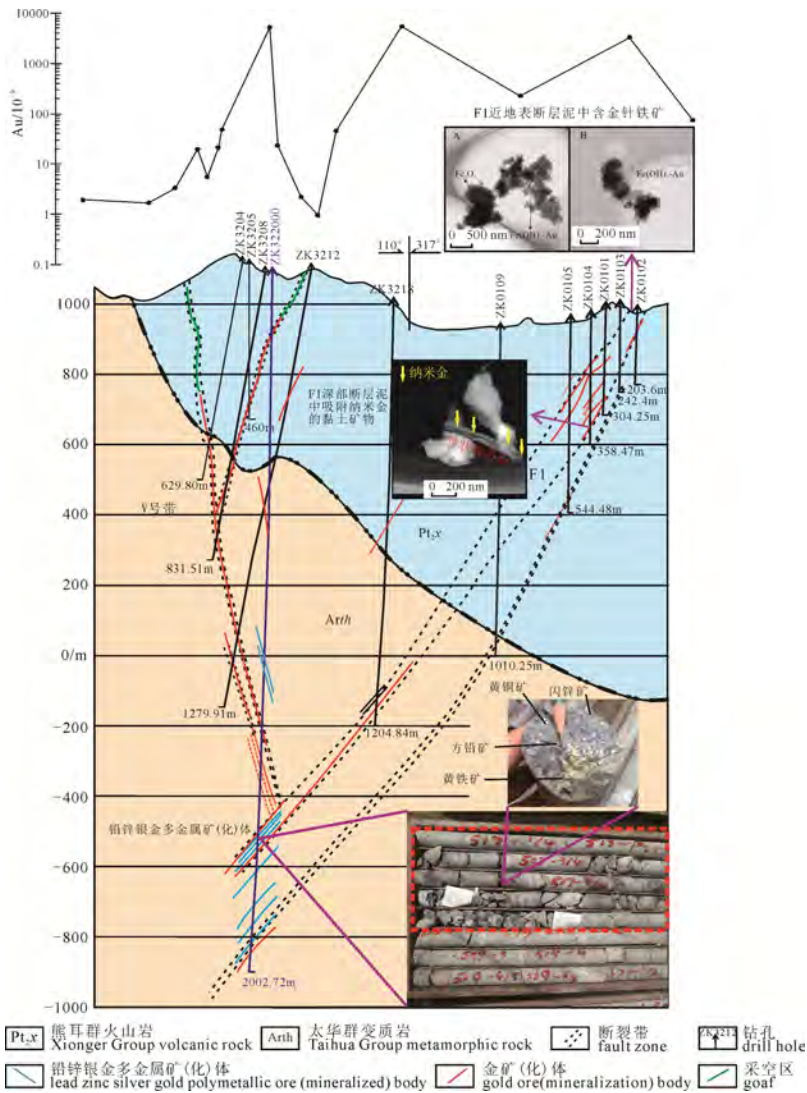 10000
1000
100
10
1
0.1
Au/10⁻⁹
F1近地表断层泥中含金针铁矿
A
B
0 500 nm
Fe(OH)ₓ-Au
0 200 nm
ZK3204
ZK3205
ZK3208
ZK322000
ZK3212
110°
317°
ZK0109
ZK0105
ZK0104
ZK0101
ZK0103
ZK0102
1000
800
600
400
200
0/m
−200
−400
−600
−800
−1000
纳米金
F1深部断层泥
中吸附纳米金
的黏土矿物
0 200 nm
F1
203.6m
242.4m
304.25m
358.47m
544.48m
460m
629.80m
V号带
831.51m
Pt₂x
Arth
1010.25m
1279.91m
1204.84m
黄铜矿
闪锌矿
方铅矿
黄铁矿
铅锌银金多金属矿(化)体
2002.72m
Pt₂x
熊耳群火山岩
Xionger Group volcanic rock
Arth
太华群变质岩
Taihua Group metamorphic rock
断裂带
fault zone
钻孔
drill hole
铅锌银金多金属矿(化)体
lead zinc silver gold polymetallic ore (mineralized) body
金矿(化)体
gold ore(mineralization) body
采空区
goaf